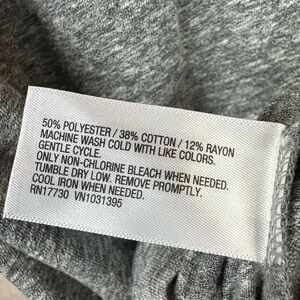 50% POLYESTER / 38% COTTON / 12% RAYON
MACHINE WASH COLD WITH LIKE COLORS.
GENTLE CYCLE.
ONLY NON-CHLORINE BLEACH WHEN NEEDED.
TUMBLE DRY LOW. REMOVE PROMPTLY.
COOL IRON WHEN NEEDED.
RN17730 VN1031395